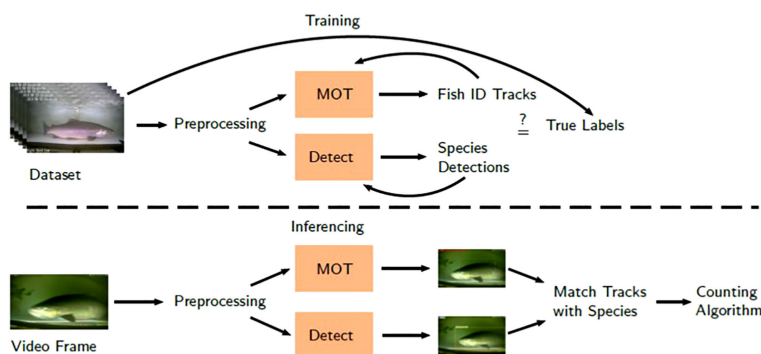 Training
MOT
Fish ID Tracks
Preprocessing
?
=
True Labels
Detect
Species
Detections
Dataset
Inferencing
MOT
Preprocessing
Match Tracks
with Species
Counting
Algorithm
Detect
Video Frame